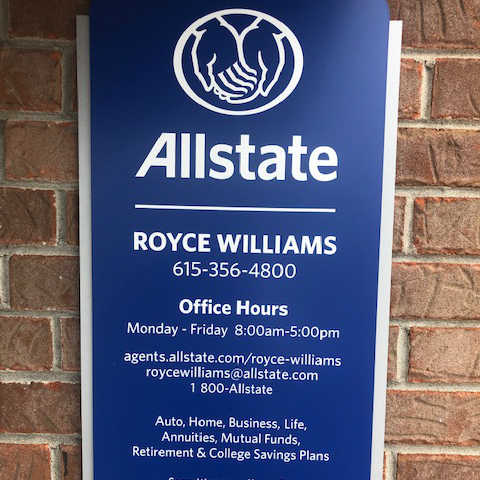 Allstate
ROYCE WILLIAMS
615-356-4800
Office Hours
Monday - Friday 8:00am-5:00pm
agents.allstate.com/royce-williams
roycewilliams@allstate.com
1 800-Allstate
Auto, Home, Business, Life,
Annuities, Mutual Funds,
Retirement & College Savings Plans